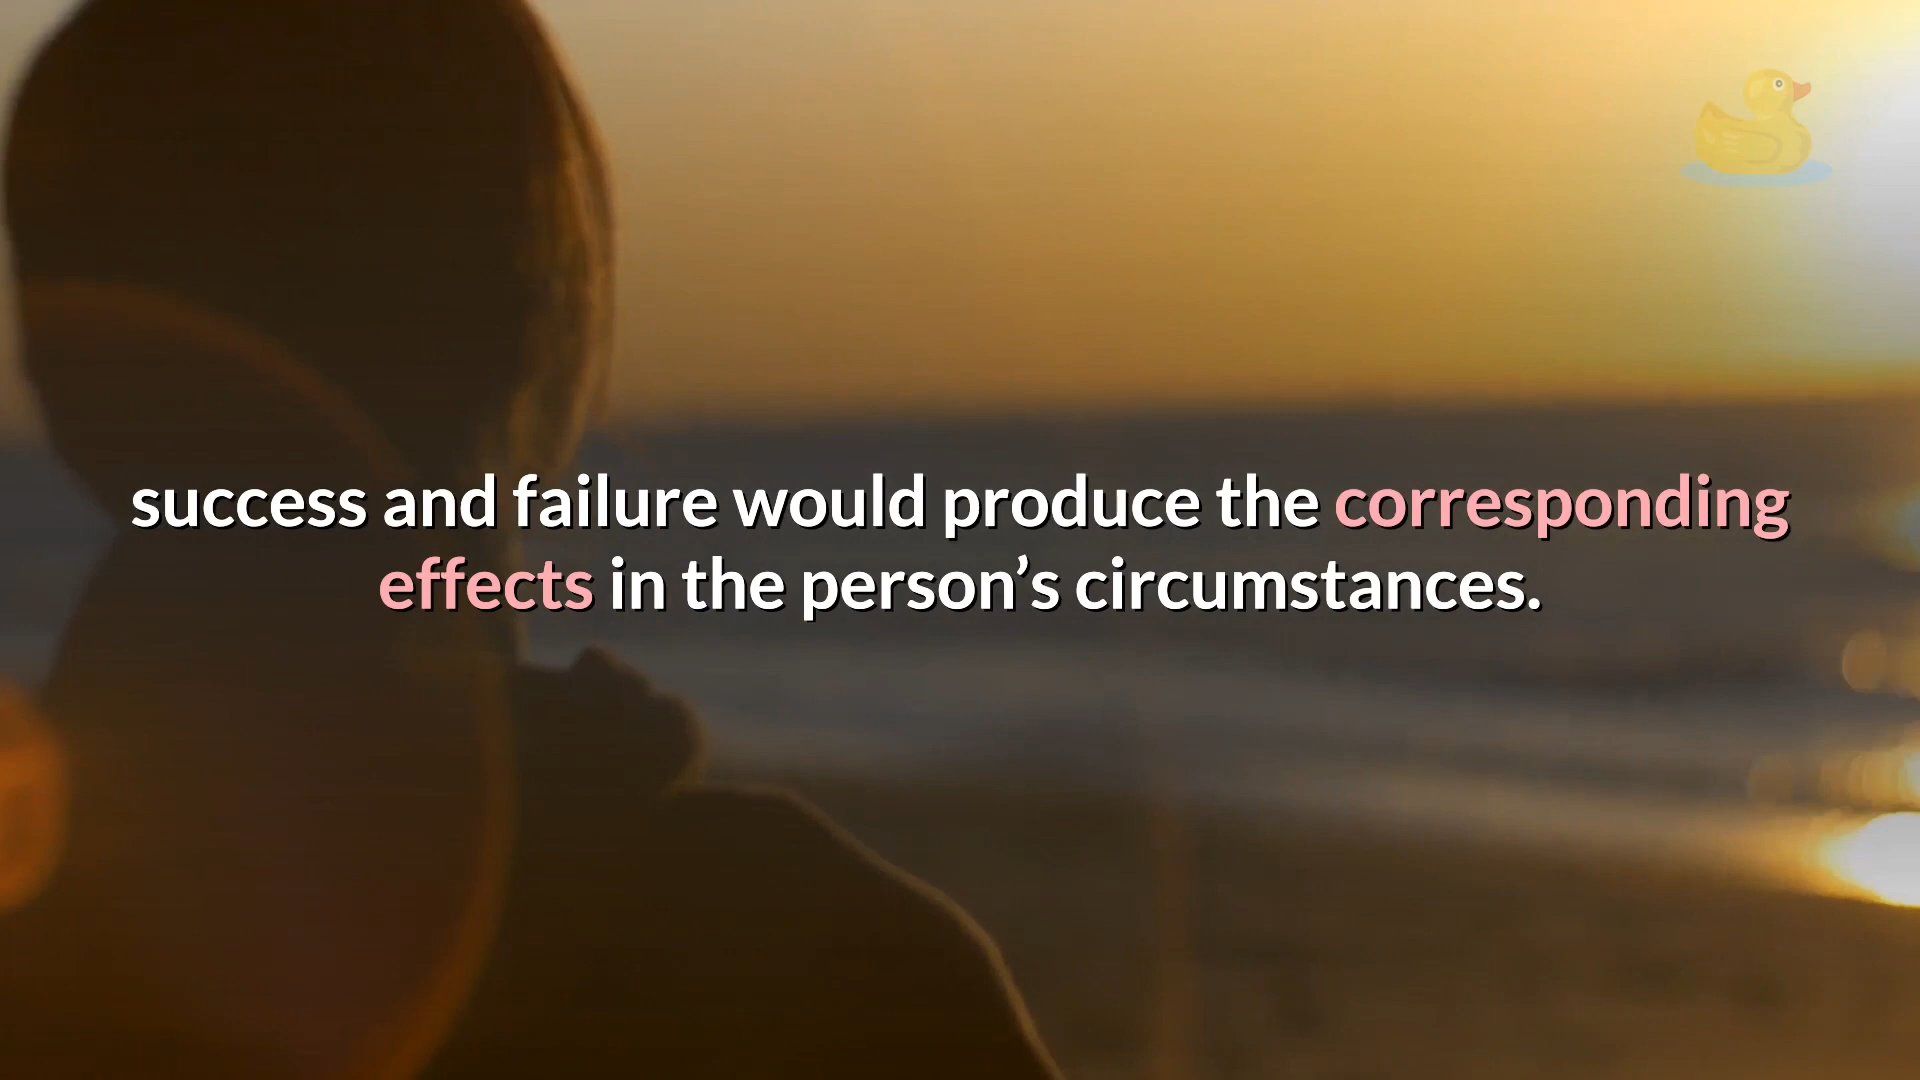 success and failure would produce the corresponding
effects in the person’s circumstances.